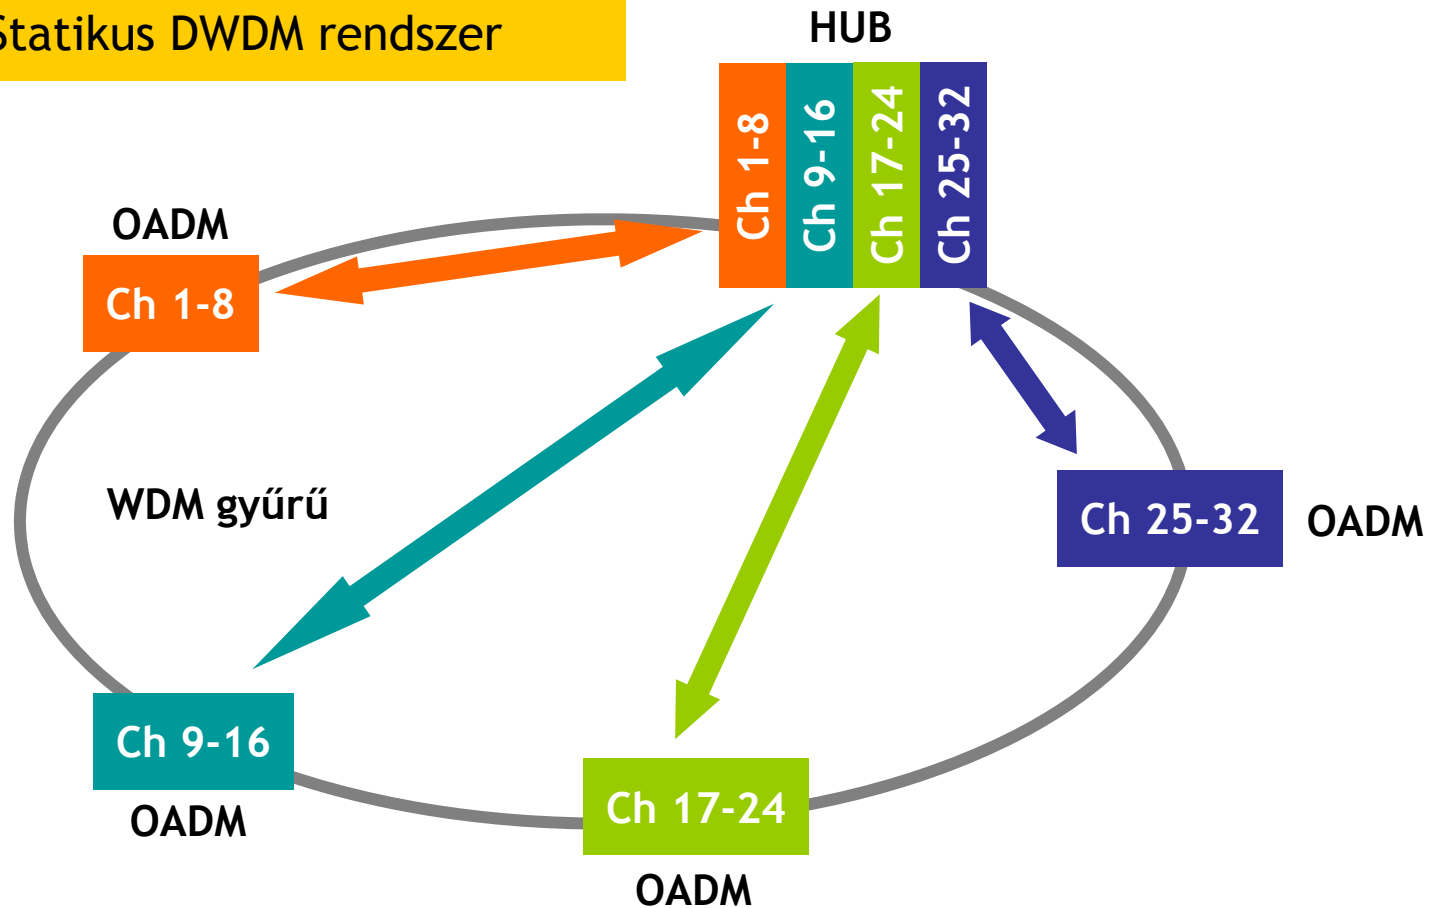 Statikus DWDM rendszer
HUB
Ch 1-8
Ch 9-16
Ch 17-24
Ch 25-32
OADM
Ch 1-8
WDM gyűrű
Ch 25-32
OADM
Ch 9-16
OADM
Ch 17-24
OADM